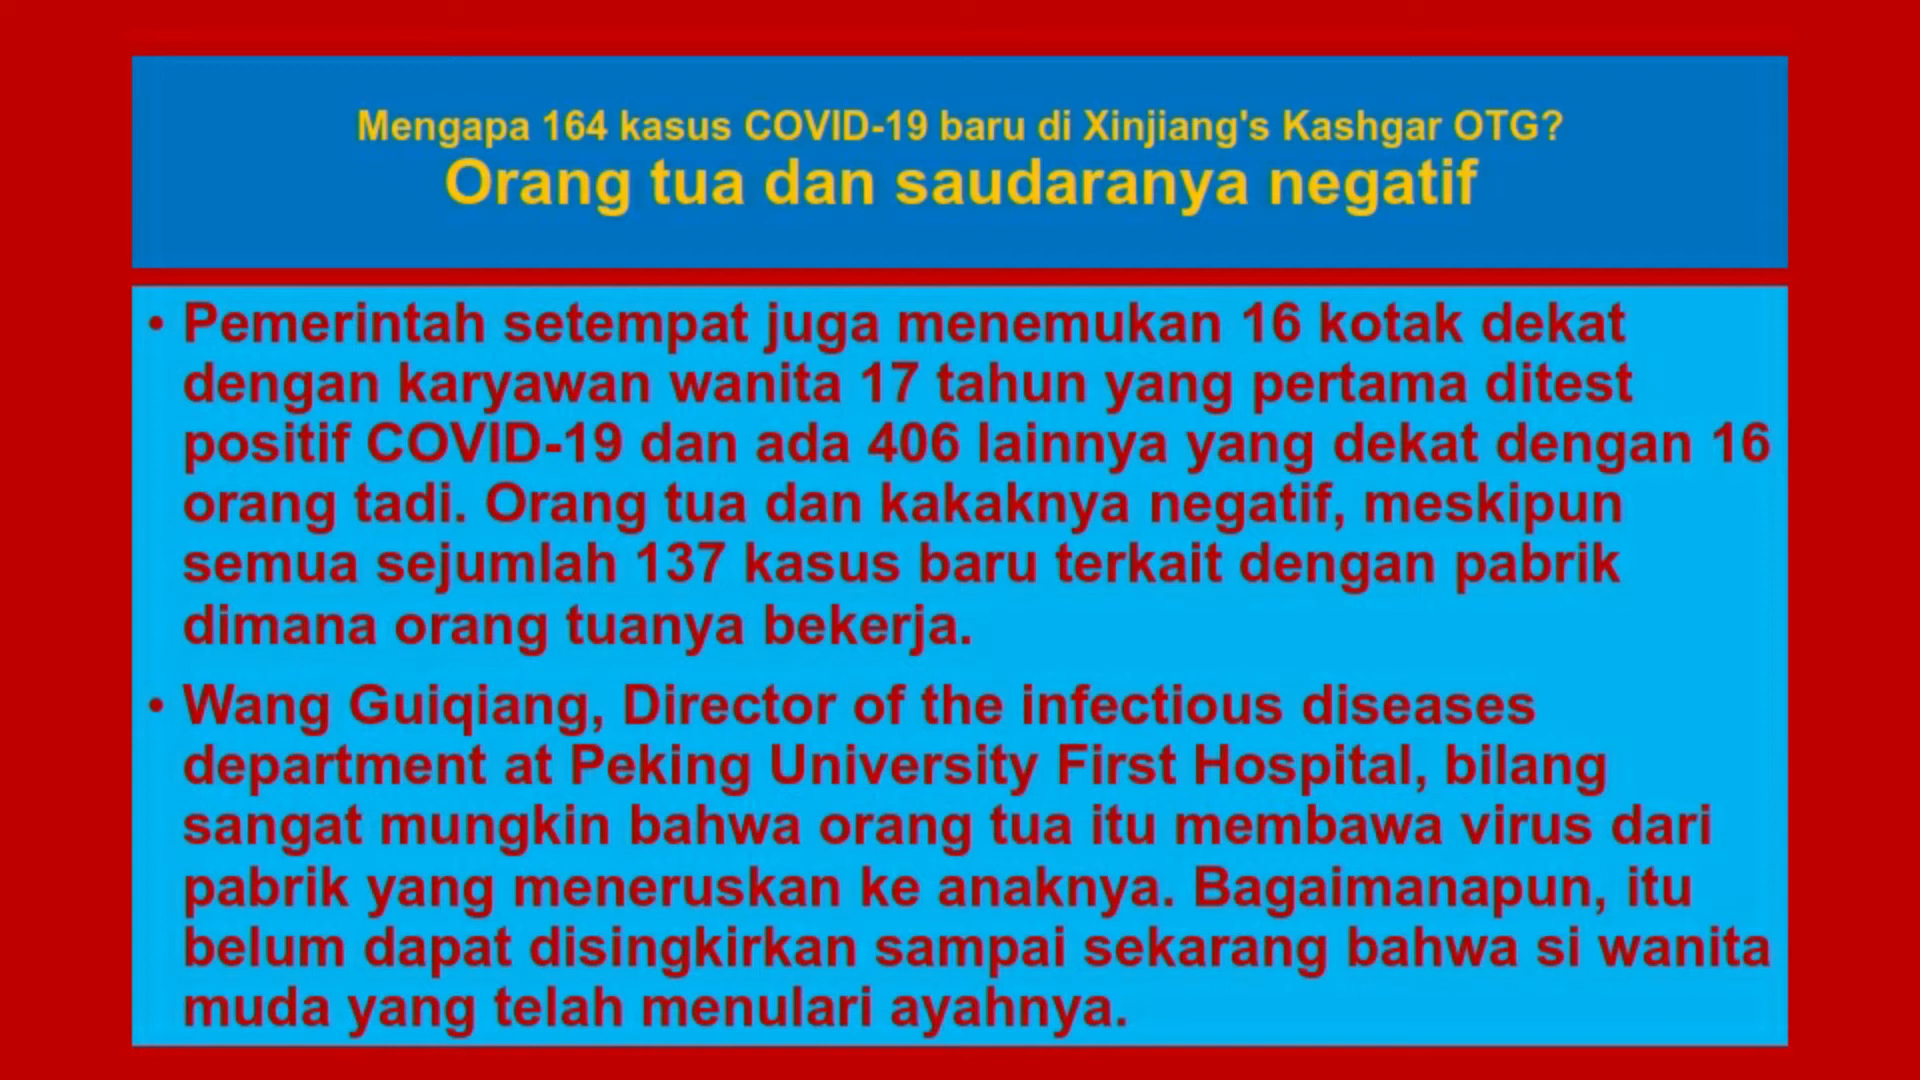 Mengapa 164 kasus COVID-19 baru di Xinjiang's Kashgar OTG?
Orang tua dan saudaranya negatif
• Pemerintah setempat juga menemukan 16 kotak dekat
dengan karyawan wanita 17 tahun yang pertama ditest
positif COVID-19 dan ada 406 lainnya yang dekat dengan 16
orang tadi. Orang tua dan kakaknya negatif, meskipun
semua sejumlah 137 kasus baru terkait dengan pabrik
dimana orang tuanya bekerja.
• Wang Guiqiang, Director of the infectious diseases
department at Peking University First Hospital, bilang
sangat mungkin bahwa orang tua itu membawa virus dari
pabrik yang meneruskan ke anaknya. Bagaimanapun, itu
belum dapat disingkirkan sampai sekarang bahwa si wanita
muda yang telah menulari ayahnya.